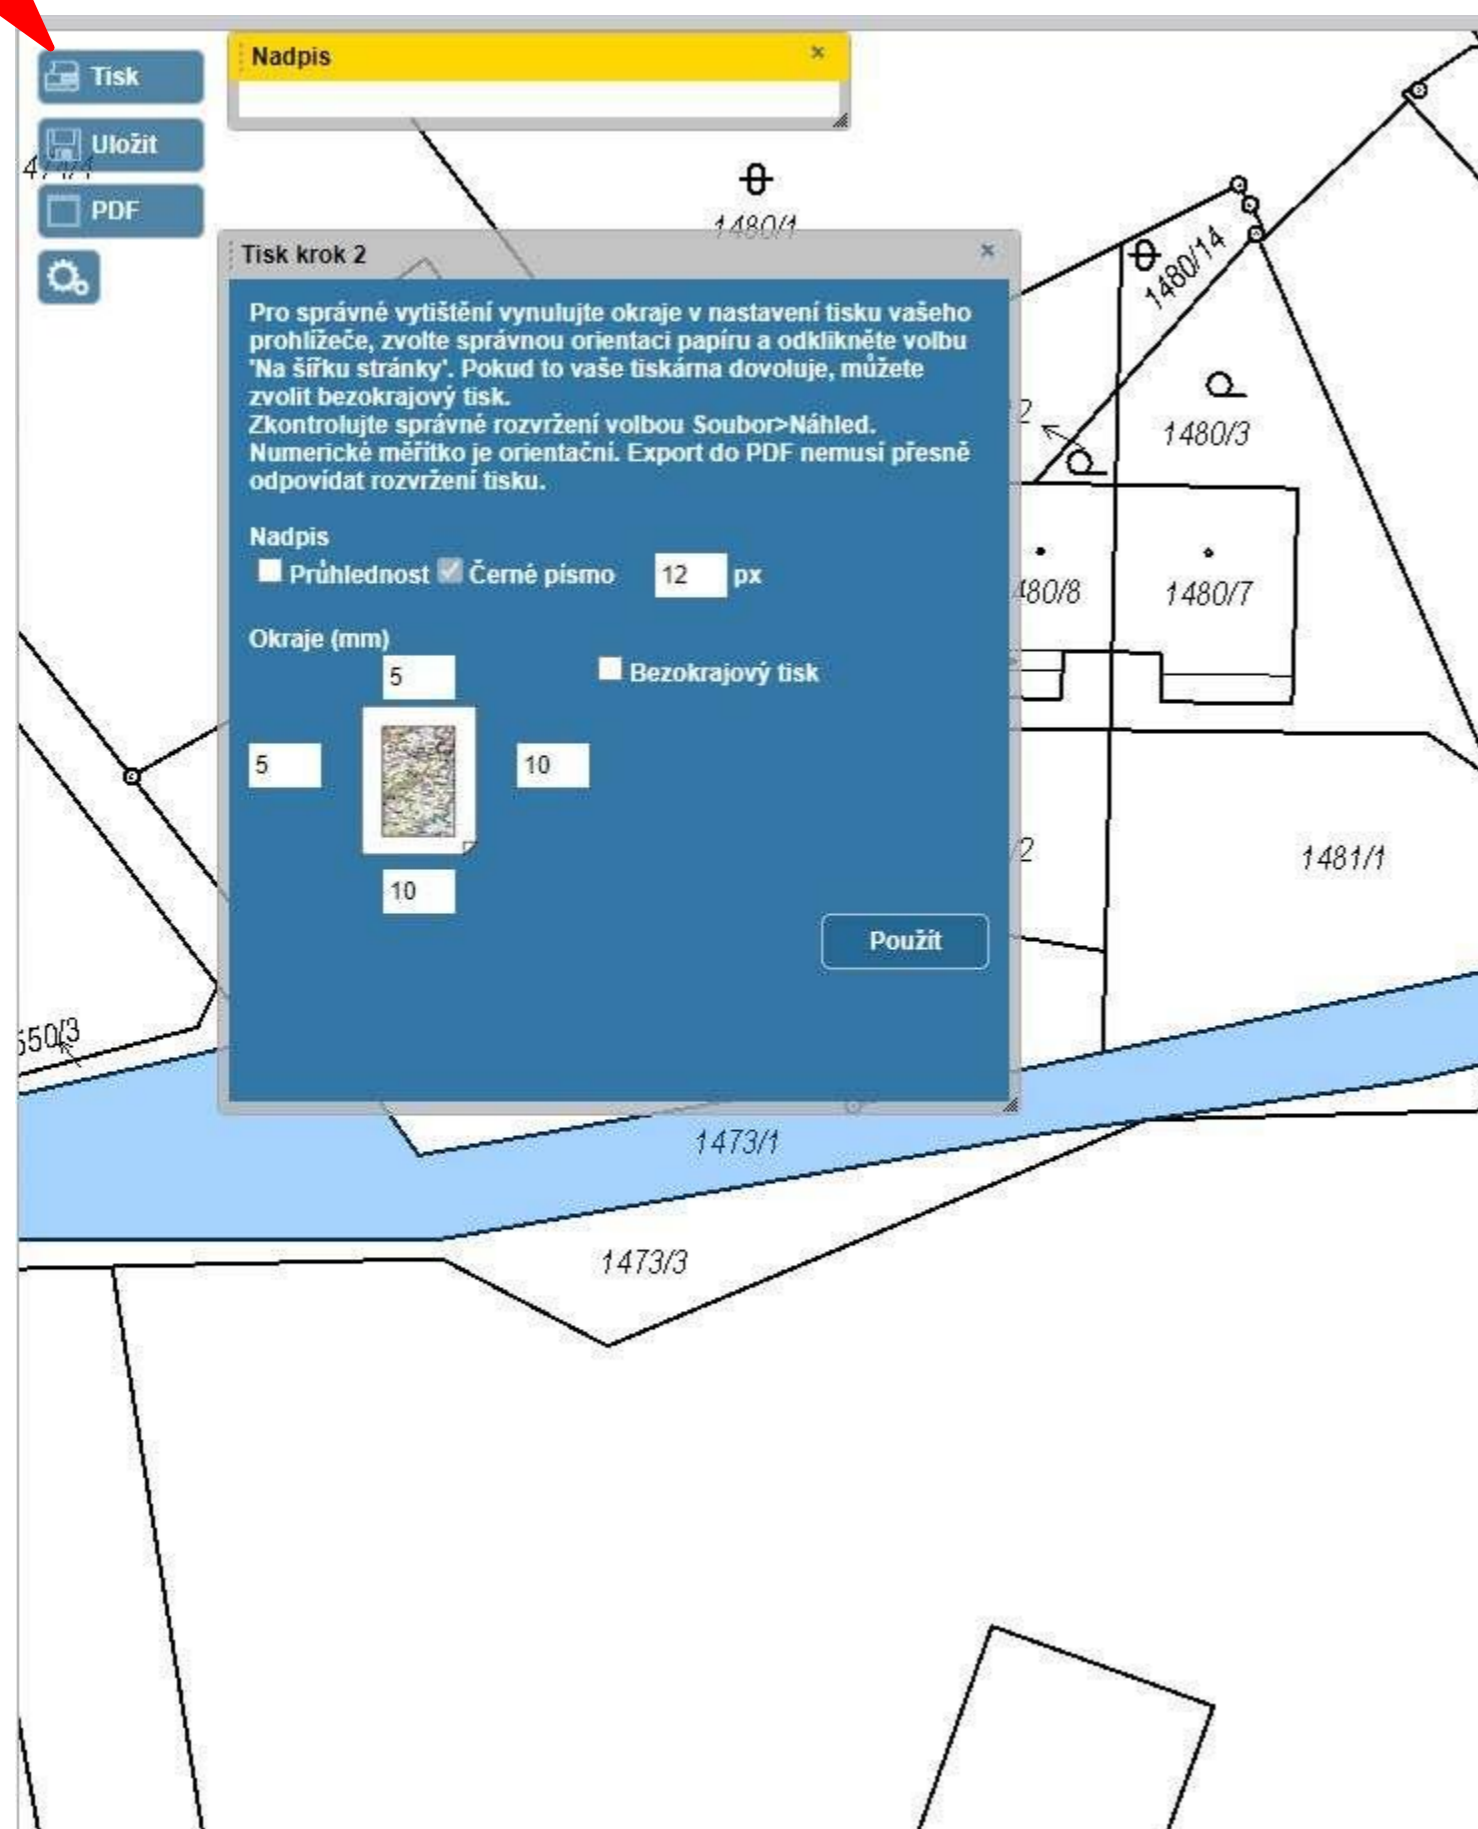 Tisk
Uložit
PDF
Nadpis
1480/1
Tisk krok 2
Pro správné vytištění vynulujte okraje v nastavení tisku vašeho
prohlížeče, zvolte správnou orientaci papíru a odklikněte volbu
'Na šířku stránky'. Pokud to vaše tiskárna dovoluje, můžete
zvolit bezokrajový tisk.
Zkontrolujte správné rozvržení volbou Soubor>Náhled.
Numerické měřítko je orientační. Export do PDF nemusí přesně
odpovídat rozvržení tisku.
Nadpis
Průhlednost Černé písmo 12 px
Okraje (mm)
5
Bezokrajový tisk
5
10
10
Použít
1480/14
1480/3
480/8
1480/7
/2
1481/1
550/3
1473/1
1473/3